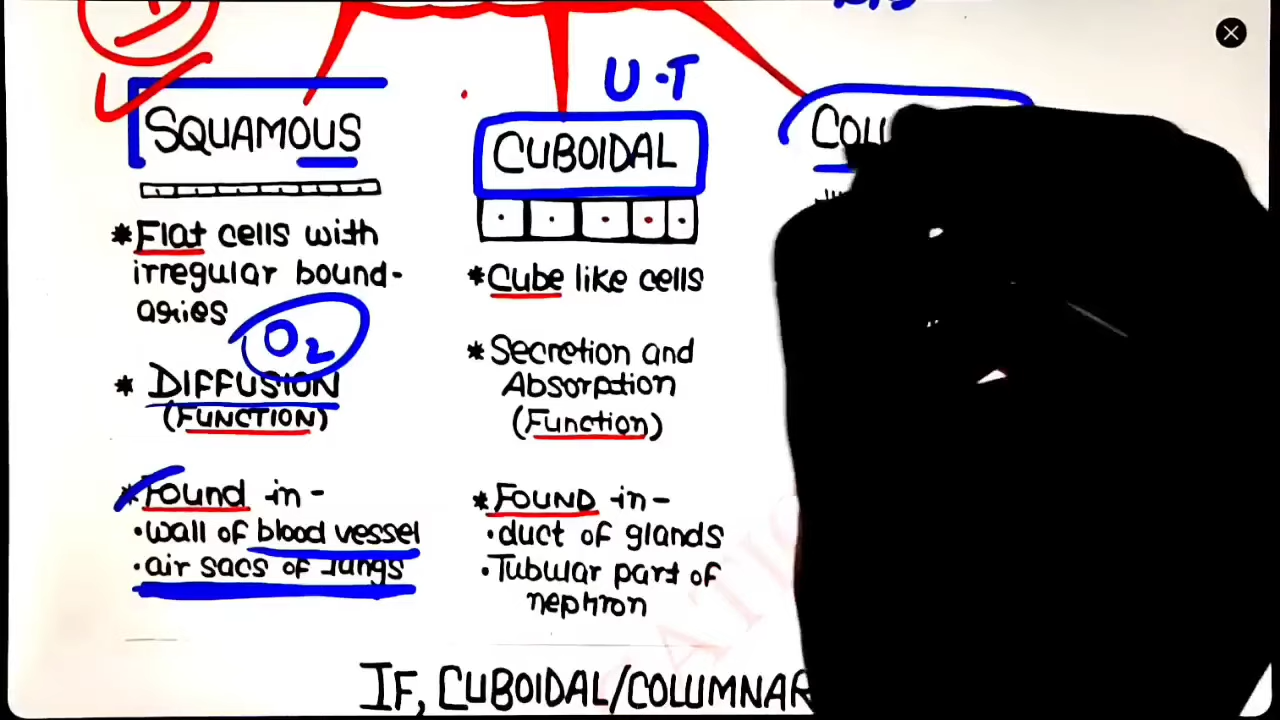 U·T
SQUAMOUS
CUBOIDAL
* Flat cells with
irregular bound-
aries
O2
* DIFFUSION
(FUNCTION)
* Found in-
• wall of blood vessel
• air sacs of lungs
* Cube like cells
* Secretion and
Absorption
(Function)
* FOUND in-
• duct of glands
• Tubular part of
nephron
IF, CUBOIDAL/COLUMNAR